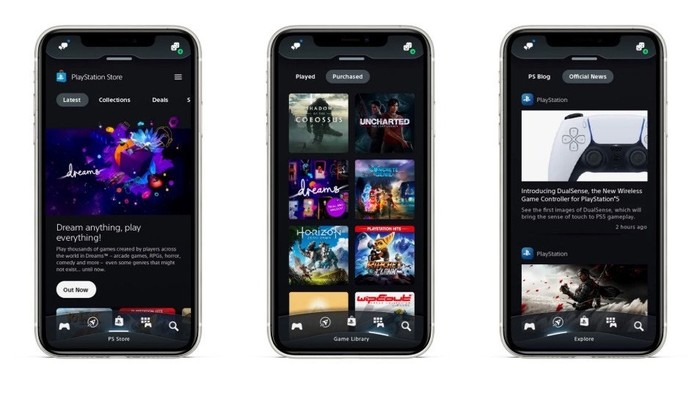 PlayStation Store
Latest
Collections
Deals
S
dreams
Dream anything, play
everything!
Play thousands of games created by players across
the world in Dreams™ – arcade games, RPGs, horror,
comedy and more – even some genres that might
not exist... until now.
Out Now
PS Store
Played
Purchased
SHADOW
OF THE
COLOSSUS
UNCHARTED
dreams
HORIZON
PLAYSTATION HITS
RATCHET
CLANK
wipEout
Game Library
PS Blog
Official News
PlayStation
Introducing DualSense, the New Wireless
Game Controller for PlayStation®5
See the first images of DualSense, which will
bring the sense of touch to PS5 gameplay.
2 hours ago
PlayStation
Explore